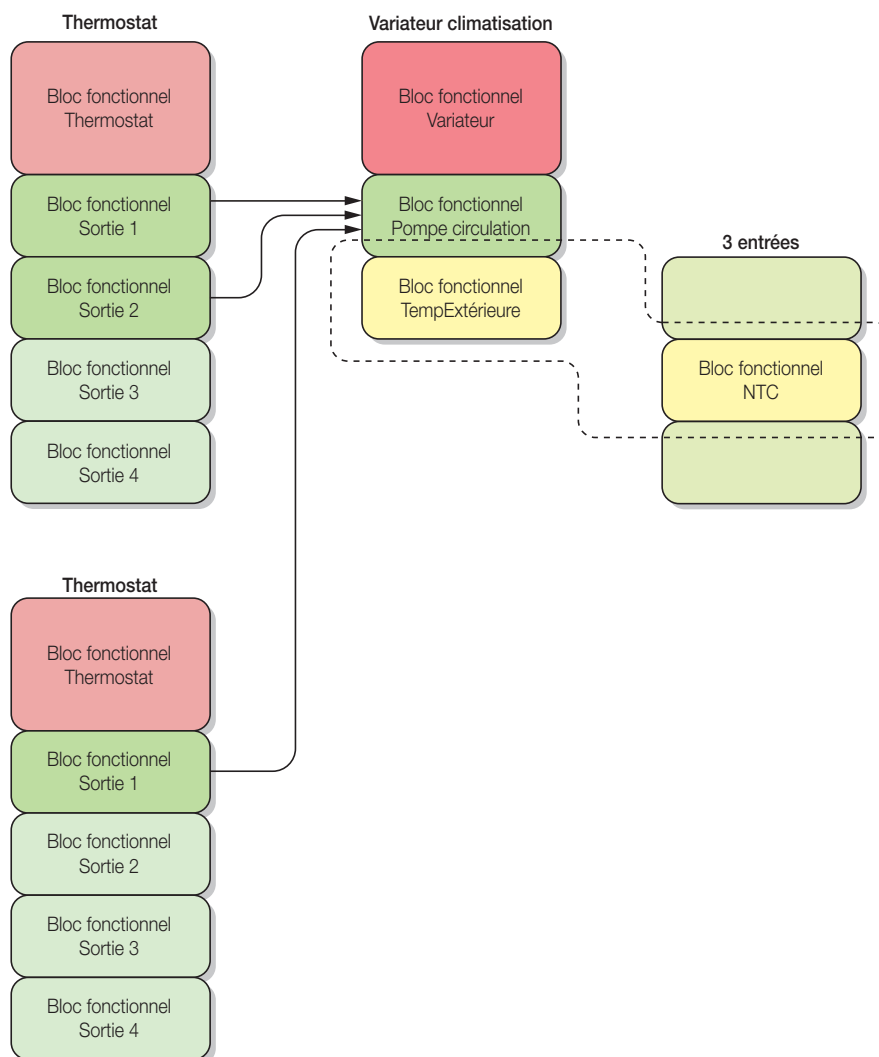 Thermostat
Bloc fonctionnel
Thermostat
Bloc fonctionnel
Sortie 1
Bloc fonctionnel
Sortie 2
Bloc fonctionnel
Sortie 3
Bloc fonctionnel
Sortie 4
Variateur climatisation
Bloc fonctionnel
Variateur
Bloc fonctionnel
Pompe circulation
Bloc fonctionnel
TempExtérieure
3 entrées
Bloc fonctionnel
NTC
Thermostat
Bloc fonctionnel
Thermostat
Bloc fonctionnel
Sortie 1
Bloc fonctionnel
Sortie 2
Bloc fonctionnel
Sortie 3
Bloc fonctionnel
Sortie 4